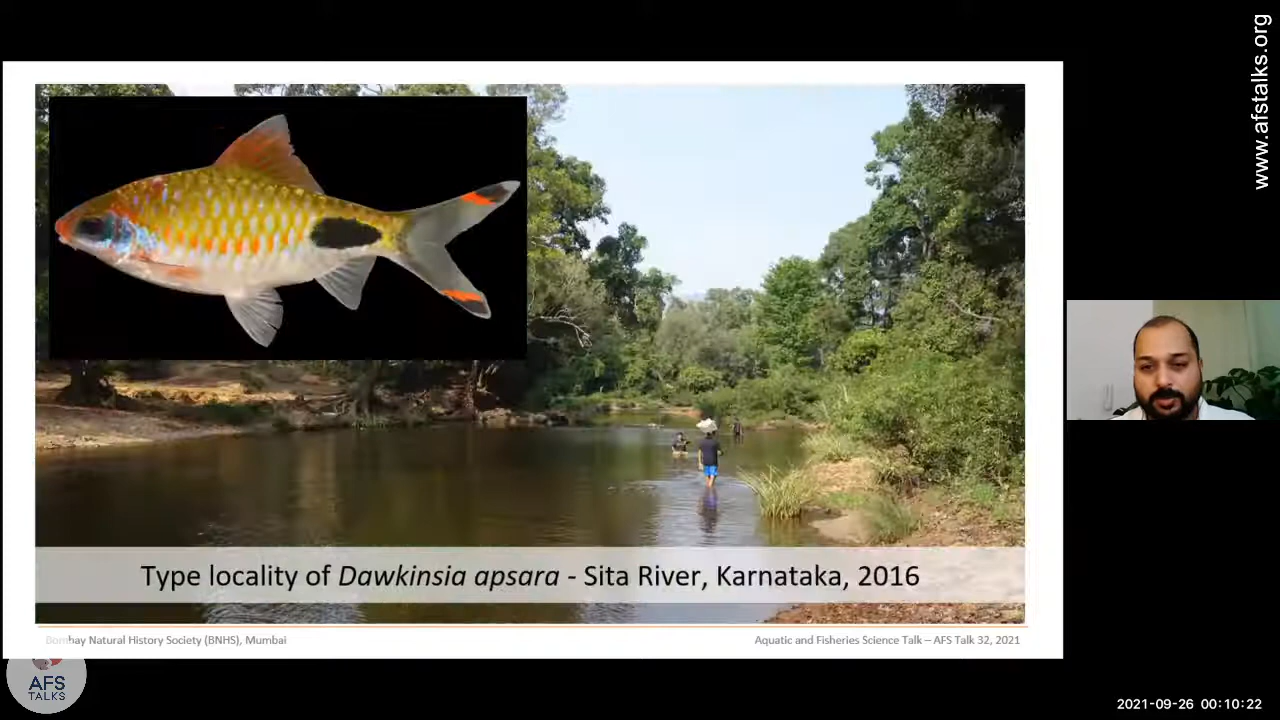 www.afstalks.org
Type locality of Dawkinsia apsara - Sita River, Karnataka, 2016
Bombay Natural History Society (BNHS), Mumbai
Aquatic and Fisheries Science Talk – AFS Talk 32, 2021
AFS
TALKS
2021-09-26 00:10:22